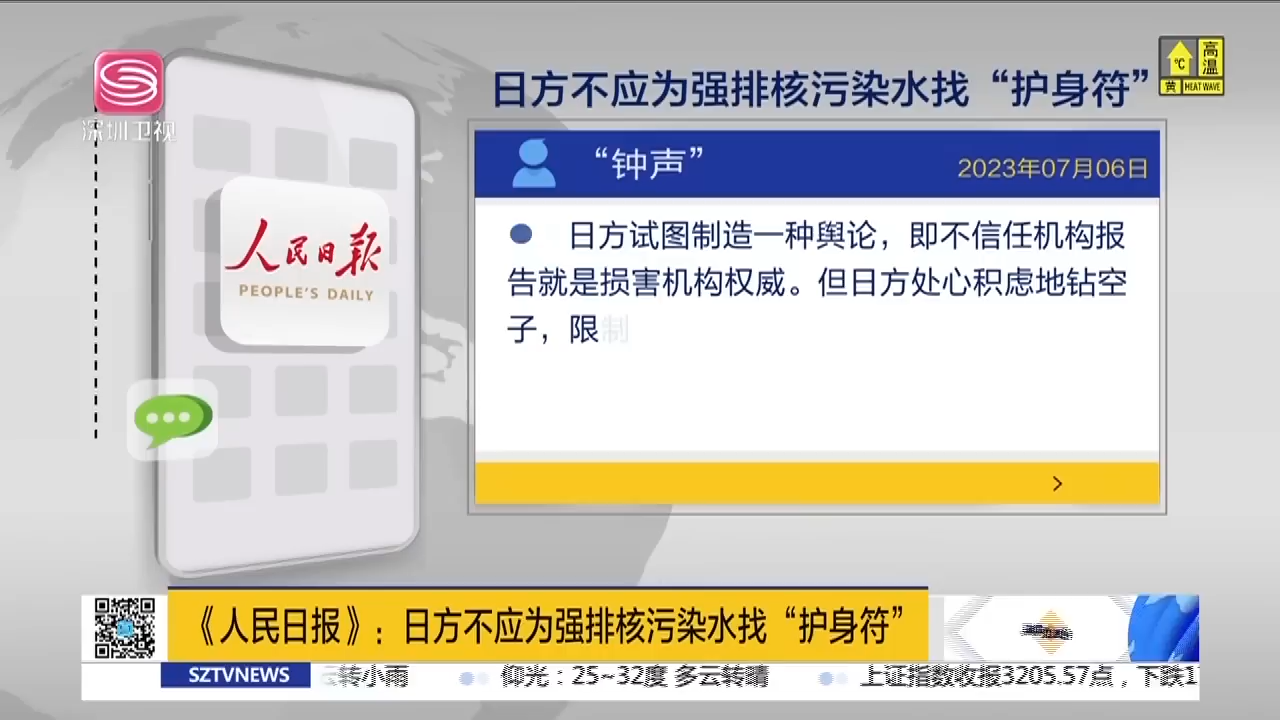 日方不应为强排核污染水找“护身符”
高温
℃
黄 HEAT WAVE
深圳卫视
“钟声”
2023年07月06日
日方试图制造一种舆论，即不信任机构报
告就是损害机构权威。但日方处心积虑地钻空
子，限制
人民日报
PEOPLE'S DAILY
《人民日报》：日方不应为强排核污染水找“护身符”
SZTVNEWS
云转小雨 仰光：25~32度 多云转晴 上证指数收报3205.57点，下跌1